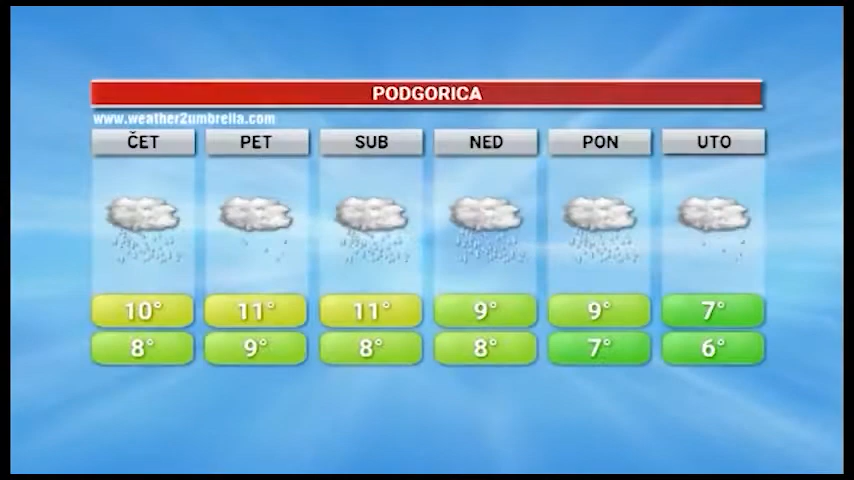 PODGORICA
www.weather2umbrella.com
ČET PET SUB NED PON UTO
10° 11° 11° 9° 9° 7°
8° 9° 8° 8° 7° 6°